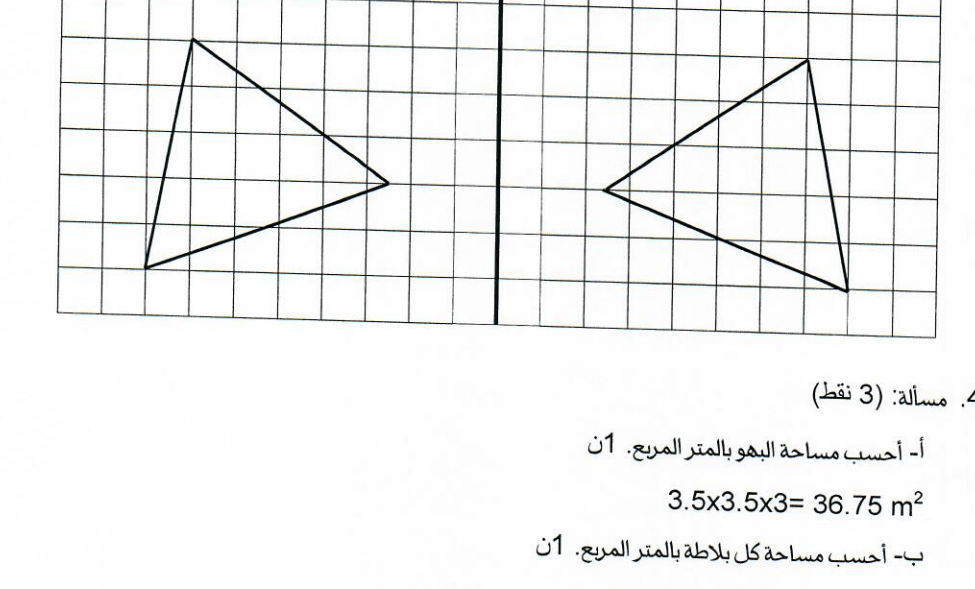 4. مسألة: (3 نقط)
أ- أحسب مساحة البهو بالمتر المربع. 1ن
3.5x3.5x3= 36.75 m²
ب- أحسب مساحة كل بلاطة بالمتر المربع. 1ن